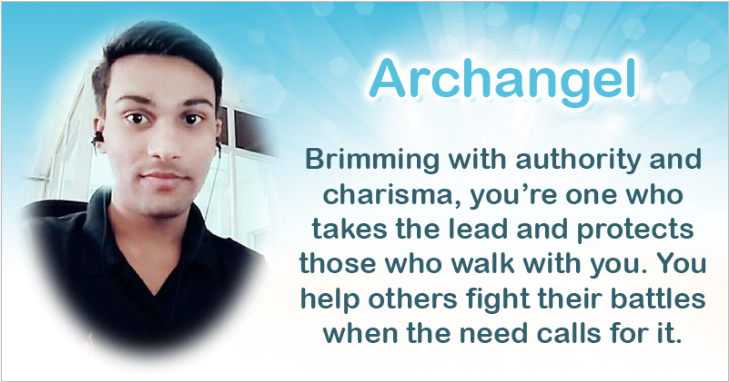 Archangel
Brimming with authority and
charisma, you're one who
takes the lead and protects
those who walk with you. You
help others fight their battles
when the need calls for it.